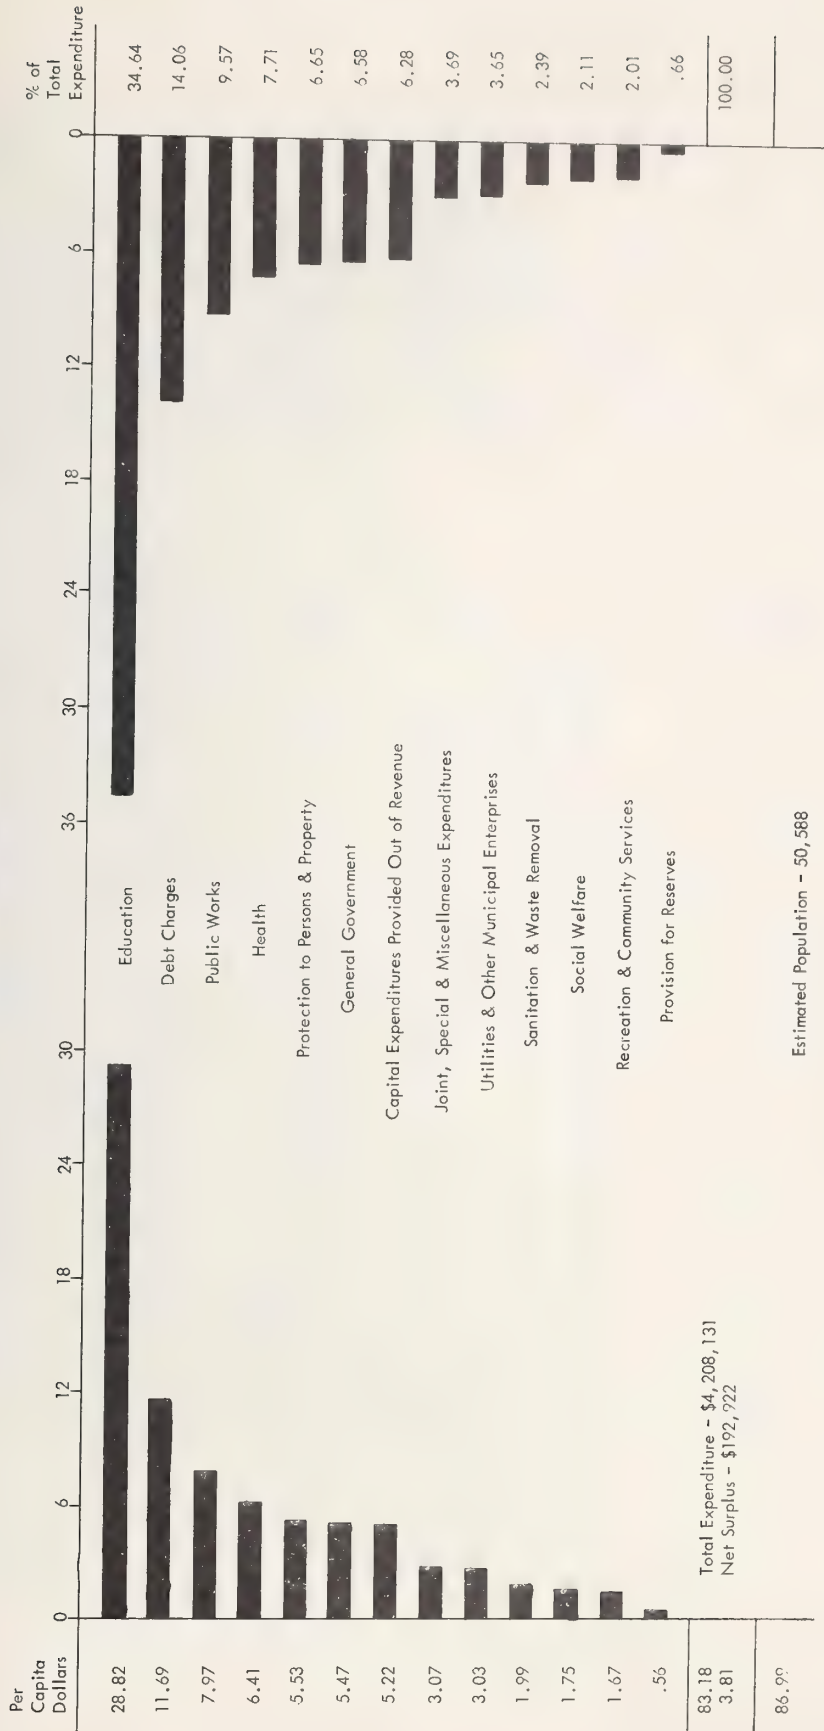 Per Capita Dollars
0 6 12 18 24 30
36 30 24 18 12 6 0
% of Total Expenditure
28.82 Education 34.64
11.69 Debt Charges 14.06
7.97 Public Works 9.57
6.41 Health 7.71
5.53 Protection to Persons & Property 6.65
5.47 General Government 6.58
5.22 Capital Expenditures Provided Out of Revenue 6.28
3.07 Joint, Special & Miscellaneous Expenditures 3.69
3.03 Utilities & Other Municipal Enterprises 3.65
1.99 Sanitation & Waste Removal 2.39
1.75 Social Welfare 2.11
1.67 Recreation & Community Services 2.01
.56 Provision for Reserves .66
83.18 Total Expenditure - $4,208,131 100.00
3.81 Net Surplus - $192,922
86.99 Estimated Population - 50,588